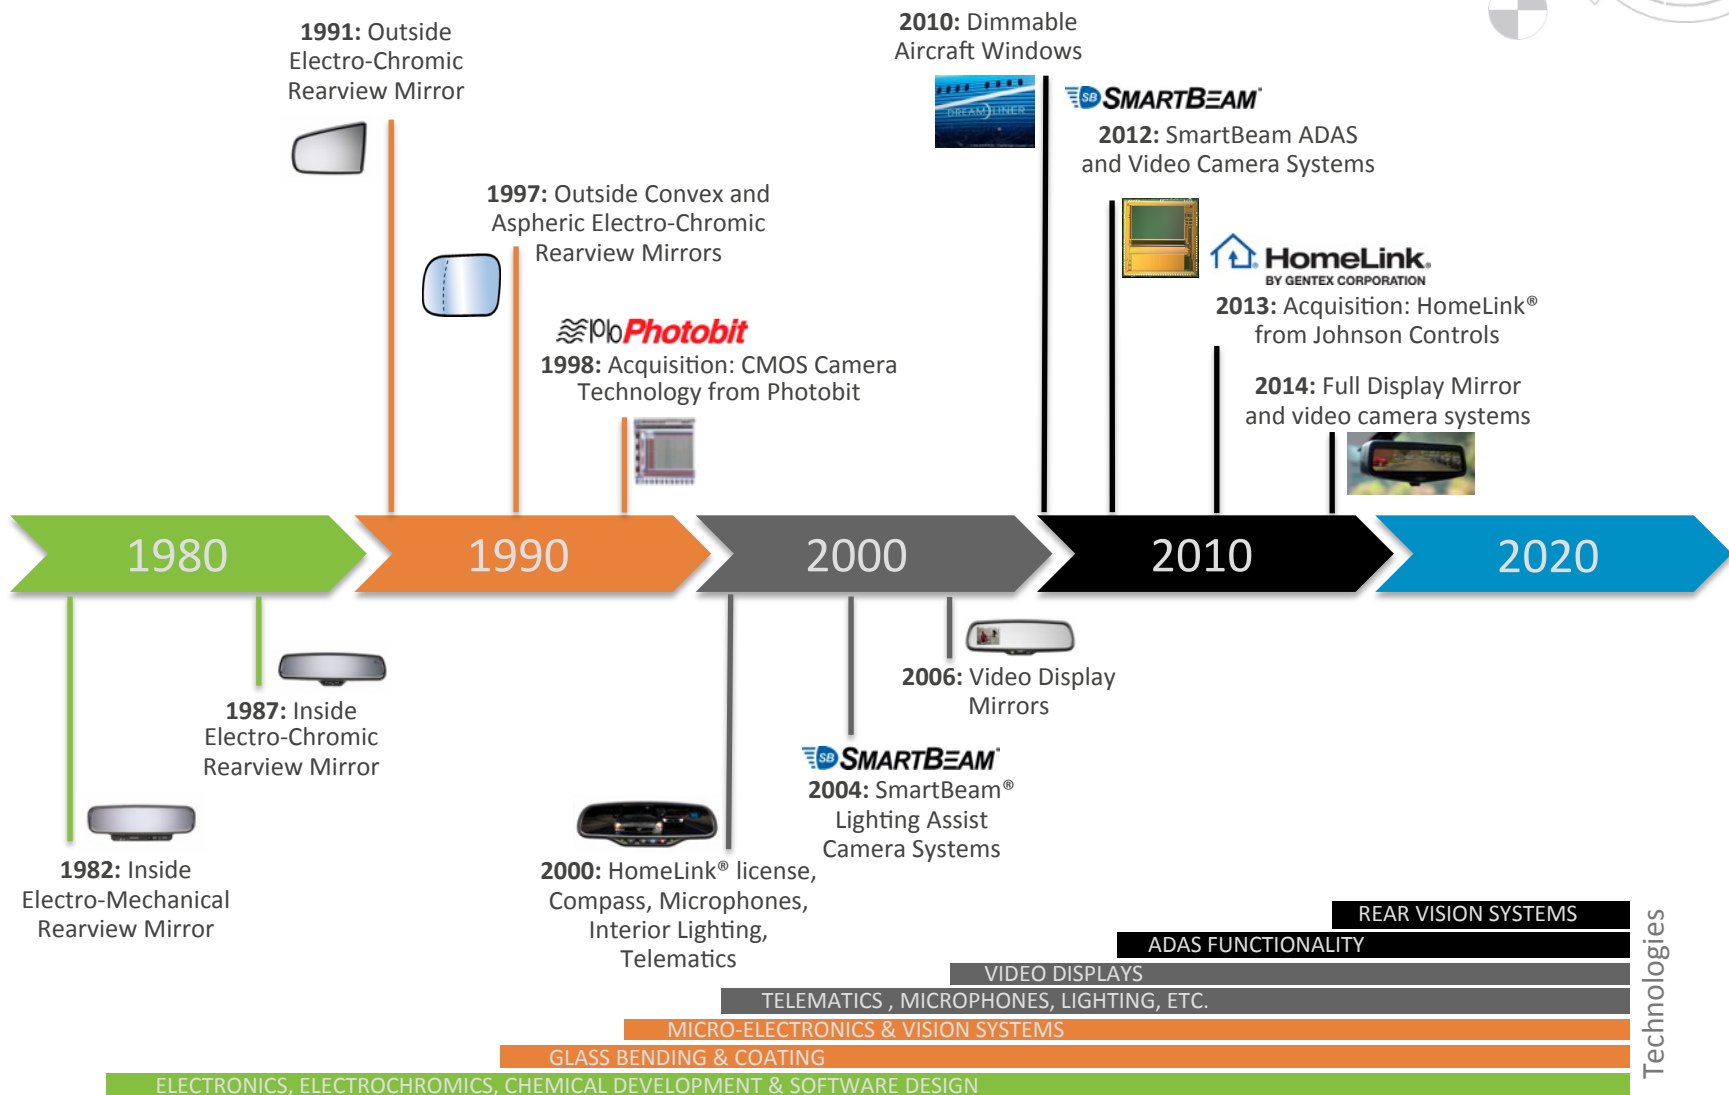 1991: Outside
Electro-Chromic
Rearview Mirror
1997: Outside Convex and
Aspheric Electro-Chromic
Rearview Mirrors
Photobit
1998: Acquisition: CMOS Camera
Technology from Photobit
2010: Dimmable
Aircraft Windows
DREAMLINER
SB SMARTBEAM
2012: SmartBeam ADAS
and Video Camera Systems
HomeLink®
BY GENTEX CORPORATION
2013: Acquisition: HomeLink®
from Johnson Controls
2014: Full Display Mirror
and video camera systems
1980
1990
2000
2010
2020
1982: Inside
Electro-Mechanical
Rearview Mirror
1987: Inside
Electro-Chromic
Rearview Mirror
2000: HomeLink® license,
Compass, Microphones,
Interior Lighting,
Telematics
SB SMARTBEAM
2004: SmartBeam®
Lighting Assist
Camera Systems
2006: Video Display
Mirrors
REAR VISION SYSTEMS
ADAS FUNCTIONALITY
VIDEO DISPLAYS
TELEMATICS , MICROPHONES, LIGHTING, ETC.
MICRO-ELECTRONICS & VISION SYSTEMS
GLASS BENDING & COATING
ELECTRONICS, ELECTROCHROMICS, CHEMICAL DEVELOPMENT & SOFTWARE DESIGN
Technologies